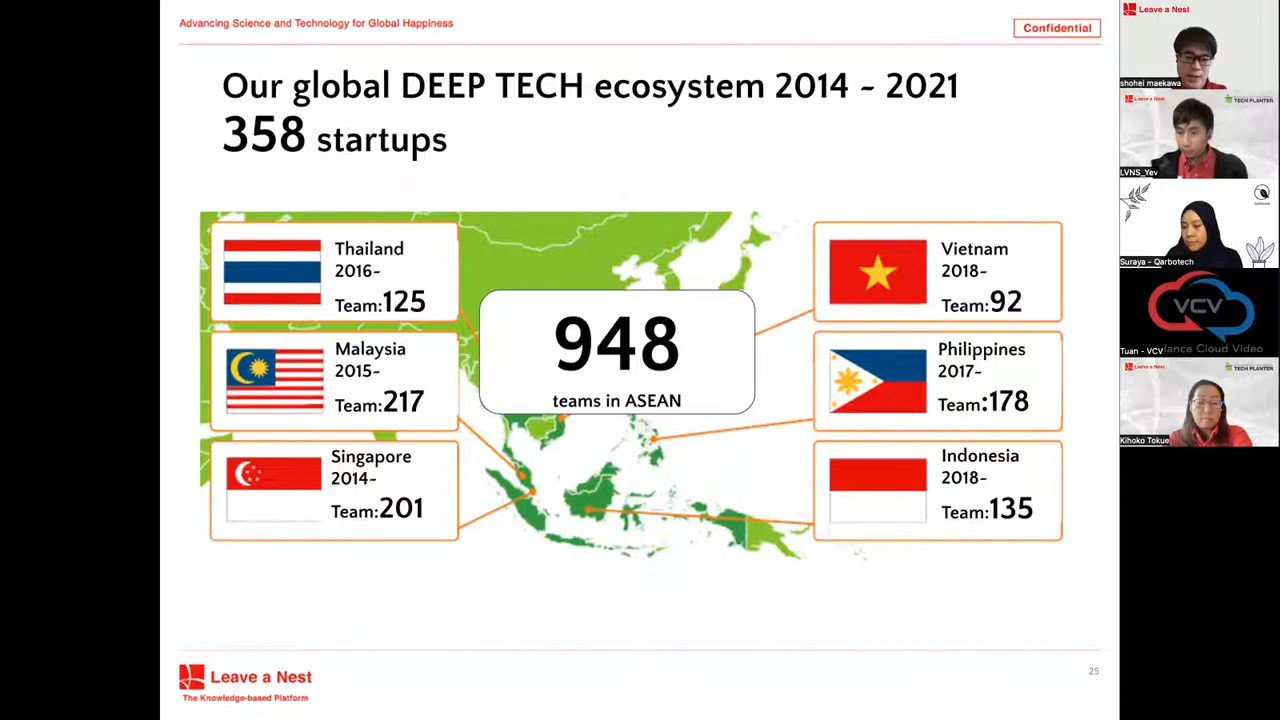 Advancing Science and Technology for Global Happiness
Confidential
Our global DEEP TECH ecosystem 2014 ~ 2021
358 startups
Thailand
2016~
Team:125
Malaysia
2015~
Team:217
Singapore
2014~
Team:201
948
teams in ASEAN
Vietnam
2018~
Team:92
Philippines
2017~
Team:178
Indonesia
2018~
Team:135
Leave a Nest
The Knowledge-based Platform
25
Leave a Nest
shohei maekawa
Leave a Nest
TECH PLANTER
LVNS_Yev
Suraya - Qarbotech
VCV
lance Cloud Video
Tuan - VCV
Leave a Nest
TECH PLANTER
Kihoko Tokue